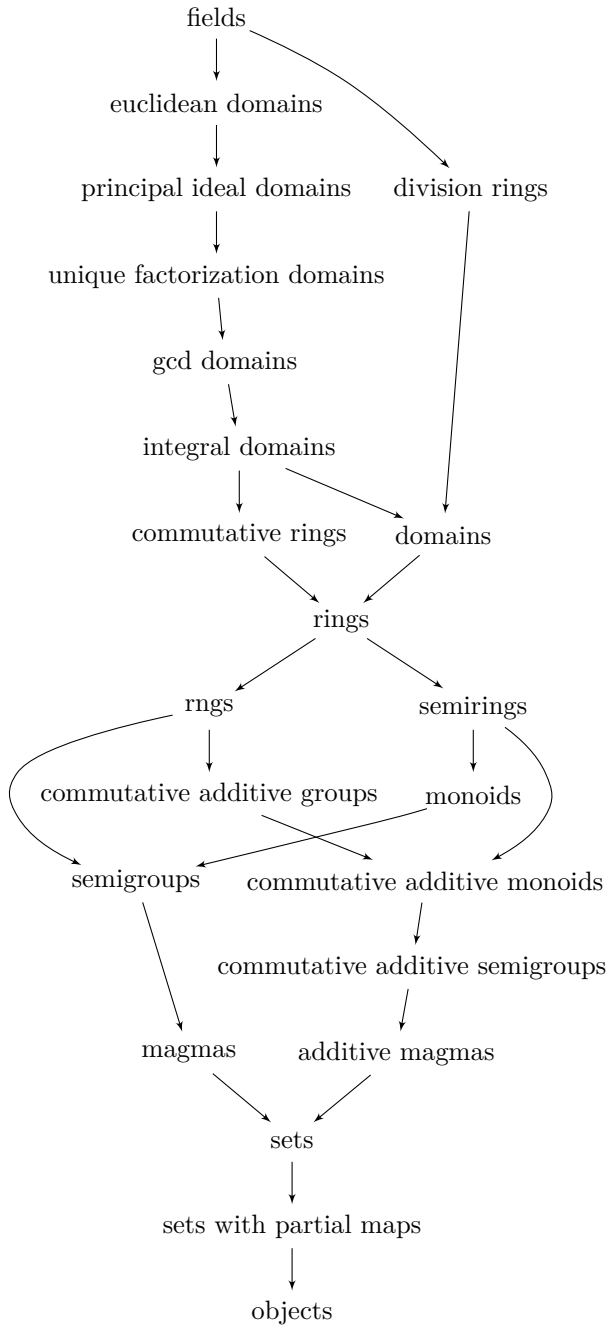 fields
euclidean domains
principal ideal domains
division rings
unique factorization domains
gcd domains
integral domains
commutative rings
domains
rings
rngs
semirings
commutative additive groups
monoids
semigroups
commutative additive monoids
commutative additive semigroups
magmas
additive magmas
sets
sets with partial maps
objects